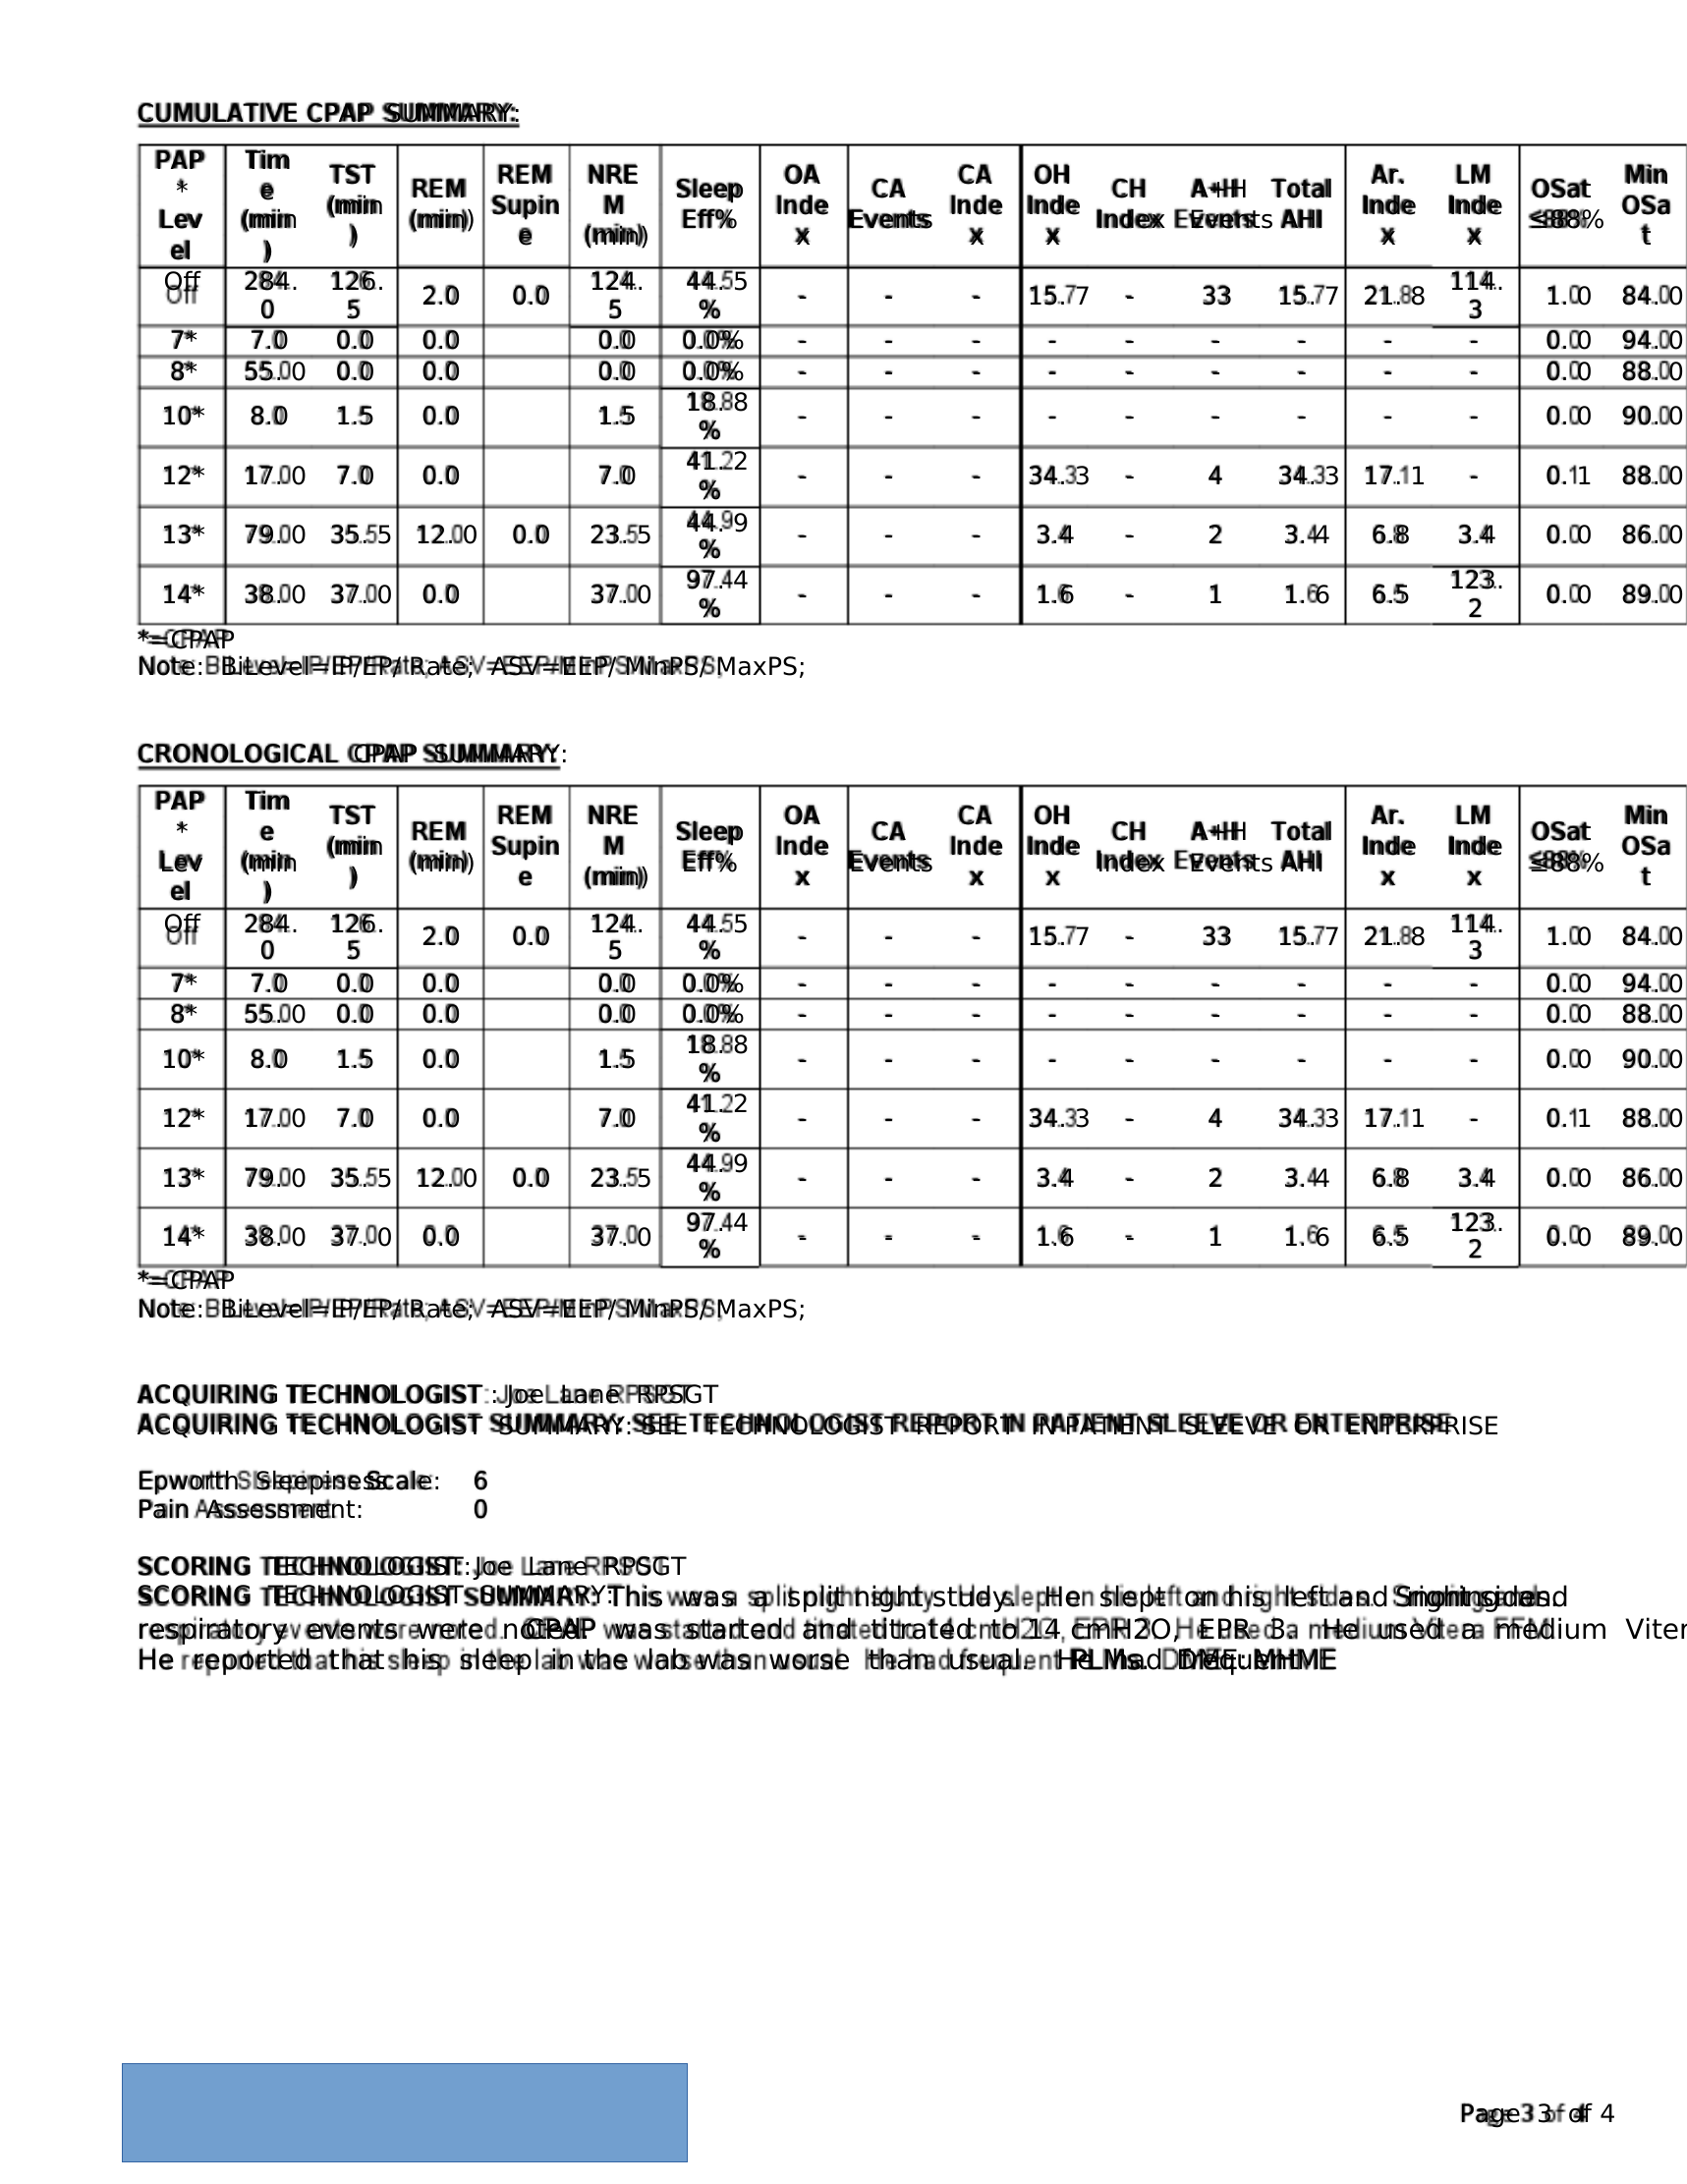 CUMULATIVE CPAP SUMMARY:
PAP * Level Time (min) TST (min) REM (min) REM Supine NREM (min) Sleep Eff% OA Index CA Events CA Index OH Index CH Index A+H Events Total AHI Ar. Index LM Index OSat ≤88% Min OSat
Off 284.0 126.5 2.0 0.0 124.5 44.5% - - - 15.7 - 33 15.7 21.8 114.3 1.0 84.0
7* 7.0 0.0 0.0 0.0 0.0% - - - - - - - - - 0.0 94.0
8* 55.0 0.0 0.0 0.0 0.0% - - - - - - - - - 0.0 88.0
10* 8.0 1.5 0.0 1.5 18.8% - - - - - - - - - 0.0 90.0
12* 17.0 7.0 0.0 7.0 41.2% - - - 34.3 - 4 34.3 17.1 - 0.1 88.0
13* 79.0 35.5 12.0 0.0 23.5 44.9% - - - 3.4 - 2 3.4 6.8 3.4 0.0 86.0
14* 38.0 37.0 0.0 37.0 97.4% - - - 1.6 - 1 1.6 6.5 123.2 0.0 89.0
*=CPAP
Note: BiLevel=IP/EP/ Rate; ASV=EEP/ MinPS/ MaxPS;
CRONOLOGICAL CPAP SUMMARY:
PAP * Level Time (min) TST (min) REM (min) REM Supine NREM (min) Sleep Eff% OA Index CA Events CA Index OH Index CH Index A+H Events Total AHI Ar. Index LM Index OSat ≤88% Min OSat
Off 284.0 126.5 2.0 0.0 124.5 44.5% - - - 15.7 - 33 15.7 21.8 114.3 1.0 84.0
7* 7.0 0.0 0.0 0.0 0.0% - - - - - - - - - 0.0 94.0
8* 55.0 0.0 0.0 0.0 0.0% - - - - - - - - - 0.0 88.0
10* 8.0 1.5 0.0 1.5 18.8% - - - - - - - - - 0.0 90.0
12* 17.0 7.0 0.0 7.0 41.2% - - - 34.3 - 4 34.3 17.1 - 0.1 88.0
13* 79.0 35.5 12.0 0.0 23.5 44.9% - - - 3.4 - 2 3.4 6.8 3.4 0.0 86.0
14* 38.0 37.0 0.0 37.0 97.4% - - - 1.6 - 1 1.6 6.5 123.2 0.0 89.0
*=CPAP
Note: BiLevel=IP/EP/ Rate; ASV=EEP/ MinPS/ MaxPS;
ACQUIRING TECHNOLOGIST : Joe Lane RPSGT
ACQUIRING TECHNOLOGIST SUMMARY: SEE TECHNOLOGIST REPORT IN PATIENT SLEEVE OR ENTERPRISE
Epworth Sleepiness Scale: 6
Pain Assessment: 0
SCORING TECHNOLOGIST: Joe Lane RPSGT
SCORING TECHNOLOGIST SUMMARY: This was a split night study. He slept on his left and right sides. Snoring and
respiratory events were noted. CPAP was started and titrated to 14 cmH2O, EPR 3. He used a medium Vitera FFM.
He reported that his sleep in the lab was worse than usual. He had frequent PLMs. DME: MHME
Page 3 of 4